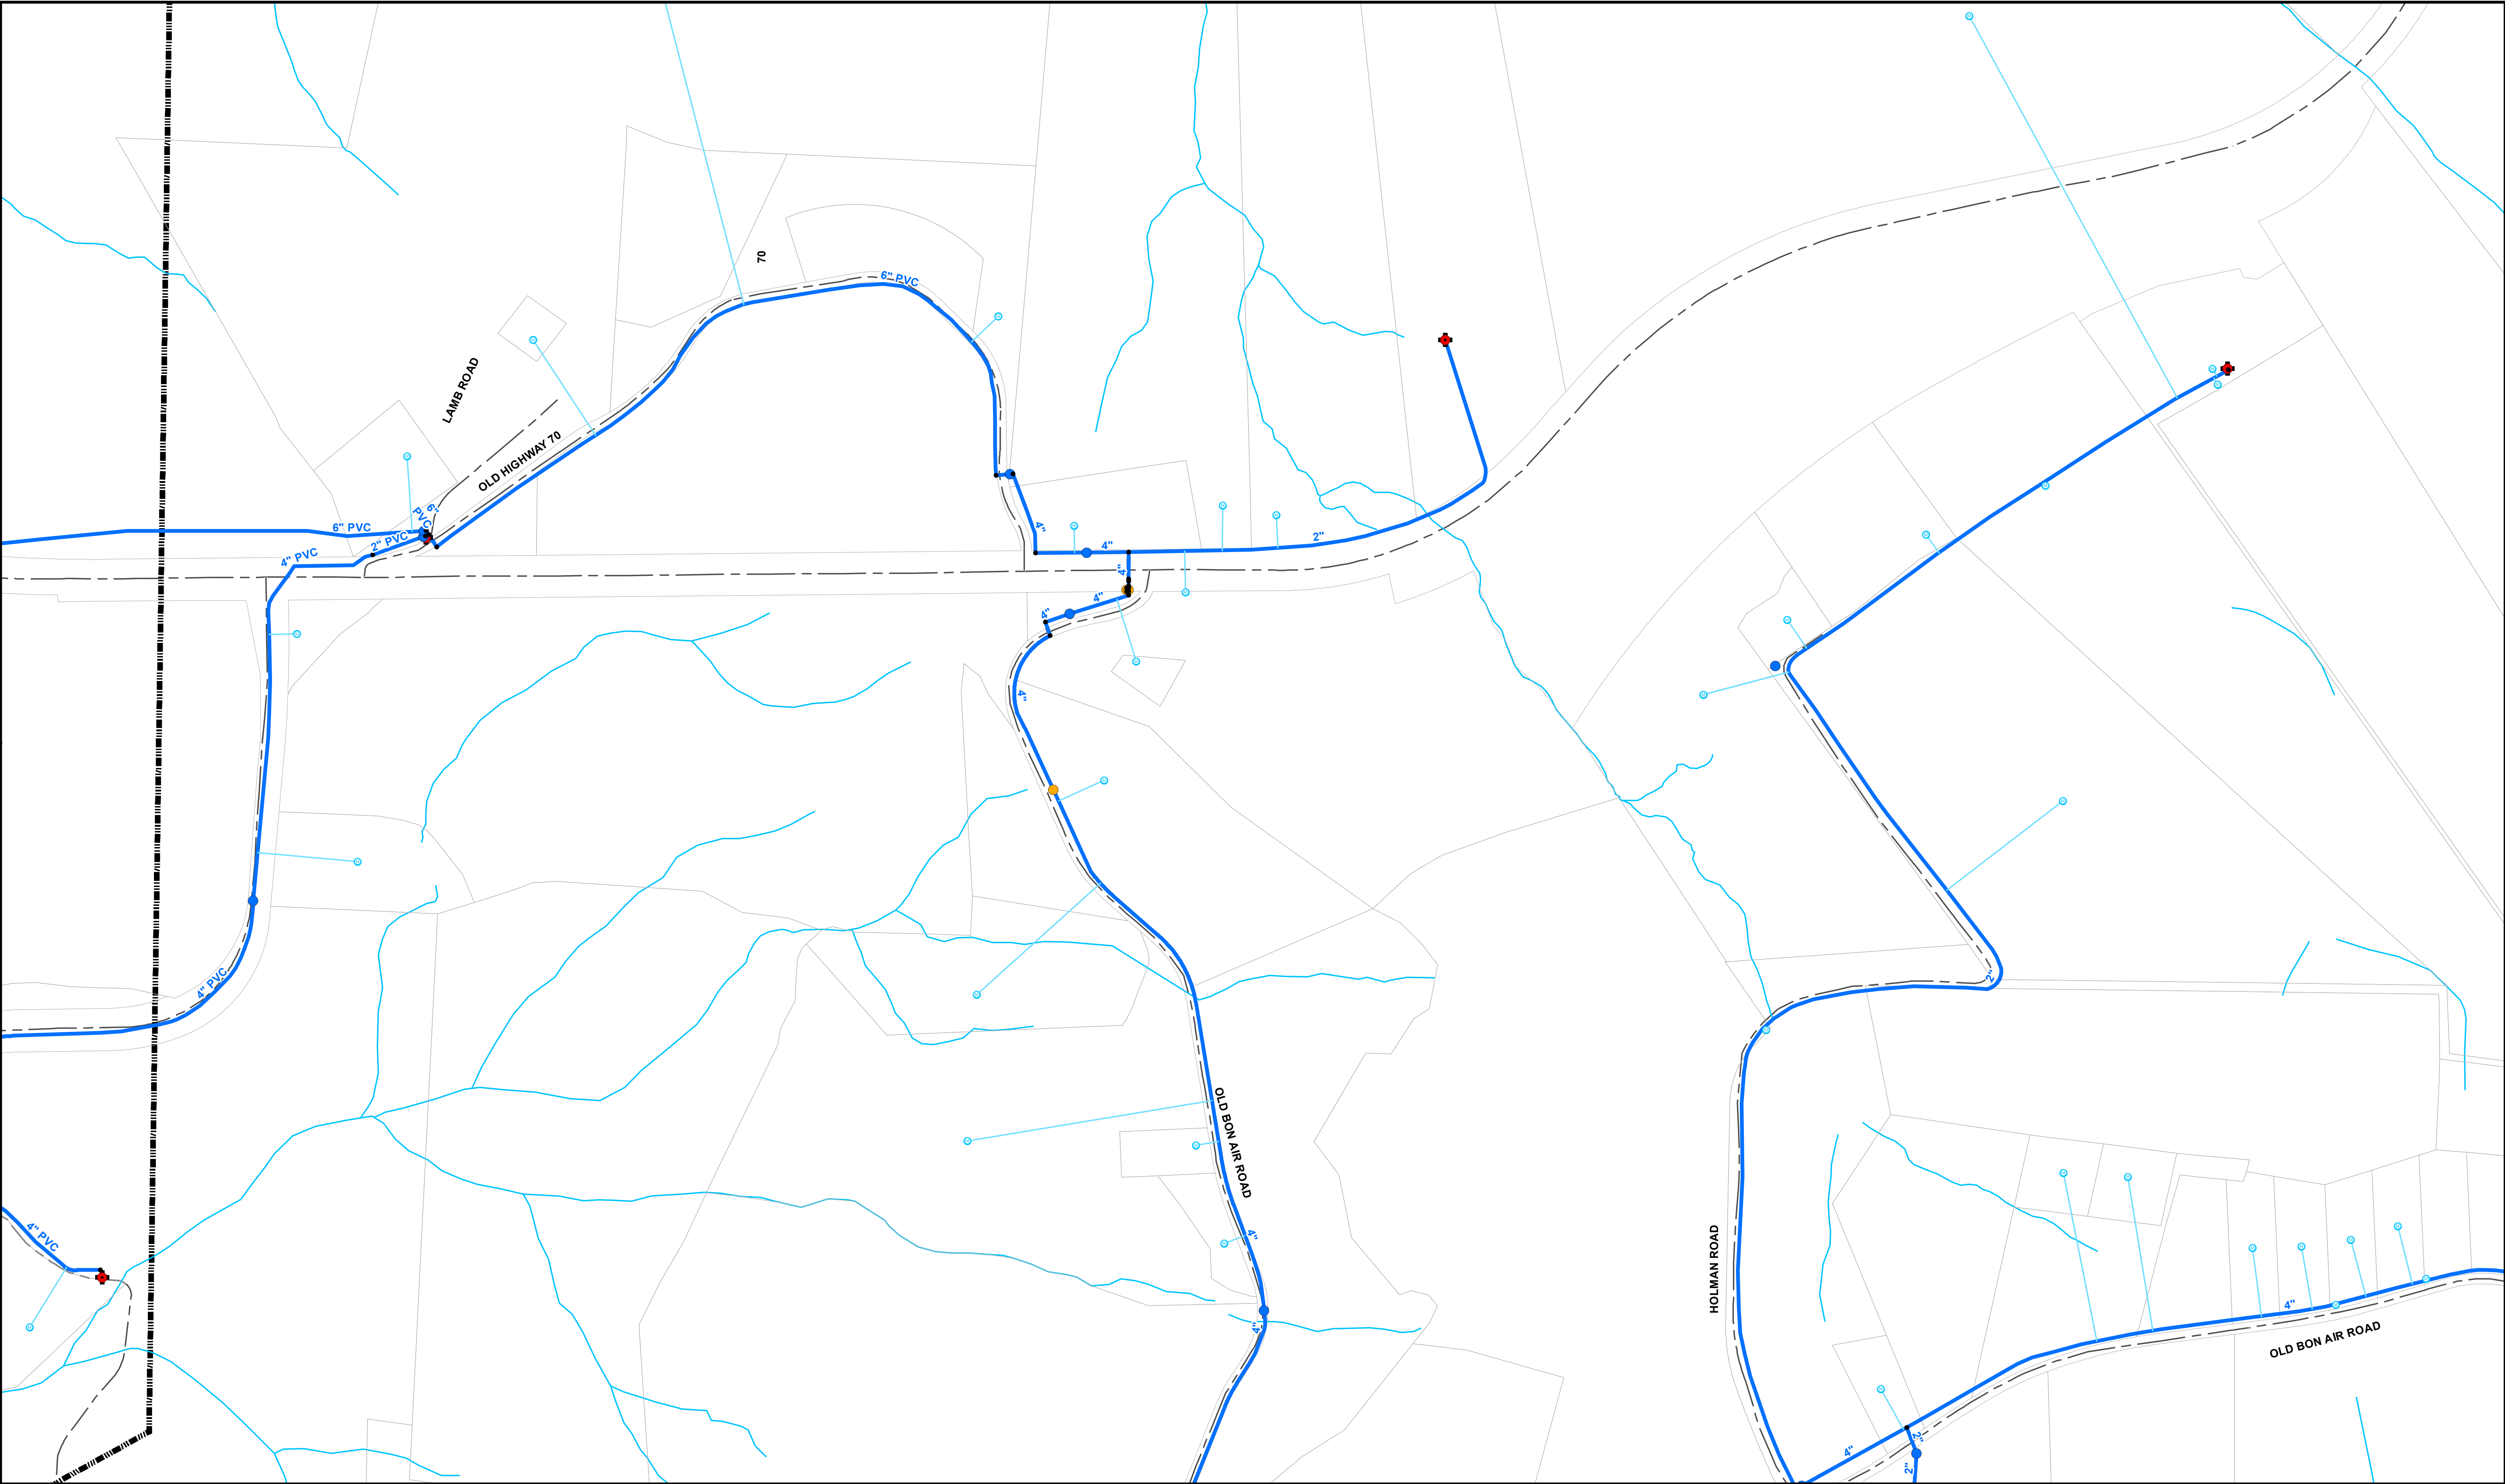 70
6" PVC
LAMB ROAD
OLD HIGHWAY 70
6" PVC
6"
PVC
2" PVC
4" PVC
4"
4"
2"
4"
4"
4"
4"
4" PVC
2"
OLD BON AIR ROAD
4"
4" PVC
HOLMAN ROAD
4"
4"
OLD BON AIR ROAD
2"
4"
2"